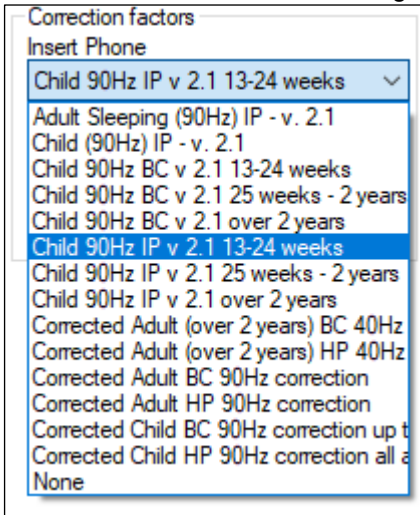 Correction factors
Insert Phone
Child 90Hz IP v 2.1 13-24 weeks
Adult Sleeping (90Hz) IP - v. 2.1
Child (90Hz) IP - v. 2.1
Child 90Hz BC v 2.1 13-24 weeks
Child 90Hz BC v 2.1 25 weeks - 2 years
Child 90Hz BC v 2.1 over 2 years
Child 90Hz IP v 2.1 13-24 weeks
Child 90Hz IP v 2.1 25 weeks - 2 years
Child 90Hz IP v 2.1 over 2 years
Corrected Adult (over 2 years) BC 40Hz
Corrected Adult (over 2 years) HP 40Hz
Corrected Adult BC 90Hz correction
Corrected Adult HP 90Hz correction
Corrected Child BC 90Hz correction up t
Corrected Child HP 90Hz correction all a
None